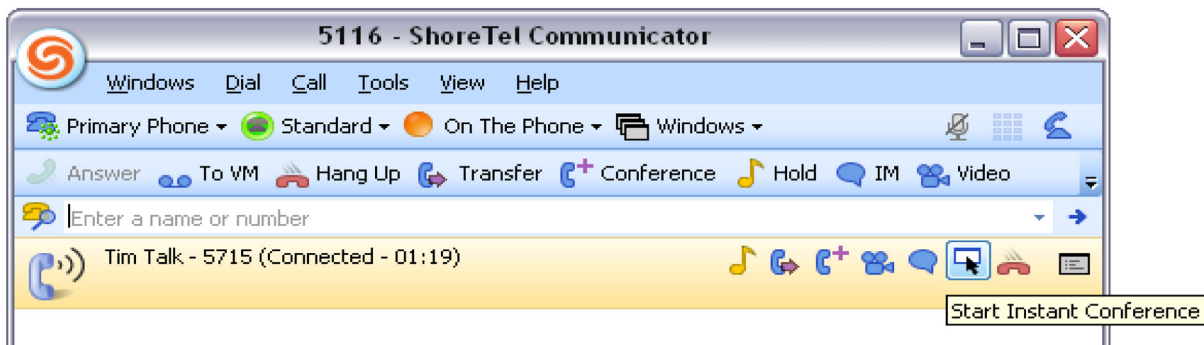 5116 - ShoreTel Communicator
Windows Dial Call Tools View Help
Primary Phone Standard On The Phone Windows
Answer To VM Hang Up Transfer Conference Hold IM Video
Enter a name or number
Tim Talk - 5715 (Connected - 01:19)
Start Instant Conference